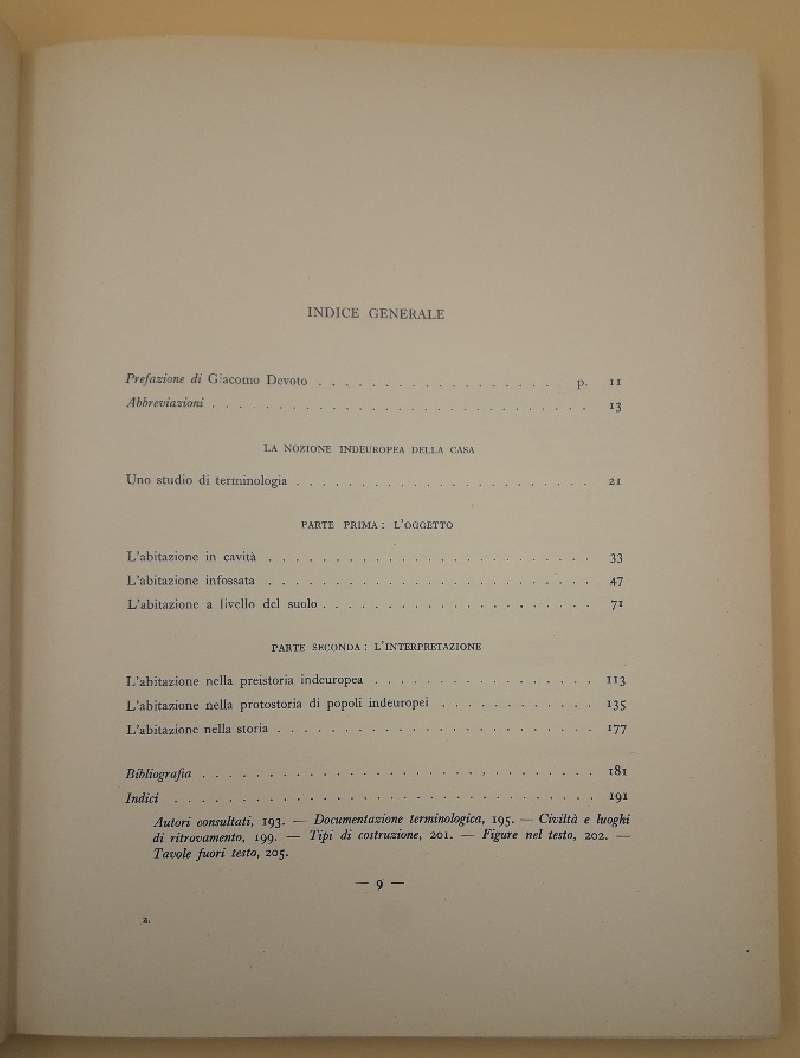 INDICE GENERALE
Prefazione di Giacomo Devoto . . . . . . . . . . . . . . . . . . . p. 11
Abbreviazioni . . . . . . . . . . . . . . . . . . . . . . . . . . . . . 13
LA NOZIONE INDEUROPEA DELLA CASA
Uno studio di terminologia . . . . . . . . . . . . . . . . . . . . . . . 21
PARTE PRIMA: L'OGGETTO
L'abitazione in cavità . . . . . . . . . . . . . . . . . . . . . . . . . 33
L'abitazione infossata . . . . . . . . . . . . . . . . . . . . . . . . . 47
L'abitazione a livello del suolo . . . . . . . . . . . . . . . . . . . . . 71
PARTE SECONDA: L'INTERPRETAZIONE
L'abitazione nella preistoria indeuropea . . . . . . . . . . . . . . . . . 113
L'abitazione nella protostoria di popoli indeuropei . . . . . . . . . . . . 135
L'abitazione nella storia . . . . . . . . . . . . . . . . . . . . . . . . 177
Bibliografia . . . . . . . . . . . . . . . . . . . . . . . . . . . . . . 181
Indici . . . . . . . . . . . . . . . . . . . . . . . . . . . . . . . . 191
Autori consultati, 193. — Documentazione terminologica, 195. — Civiltà e luoghi
di ritrovamento, 199. — Tipi di costruzione, 201. — Figure nel testo, 202. —
Tavole fuori testo, 205.
— 9 —
2.